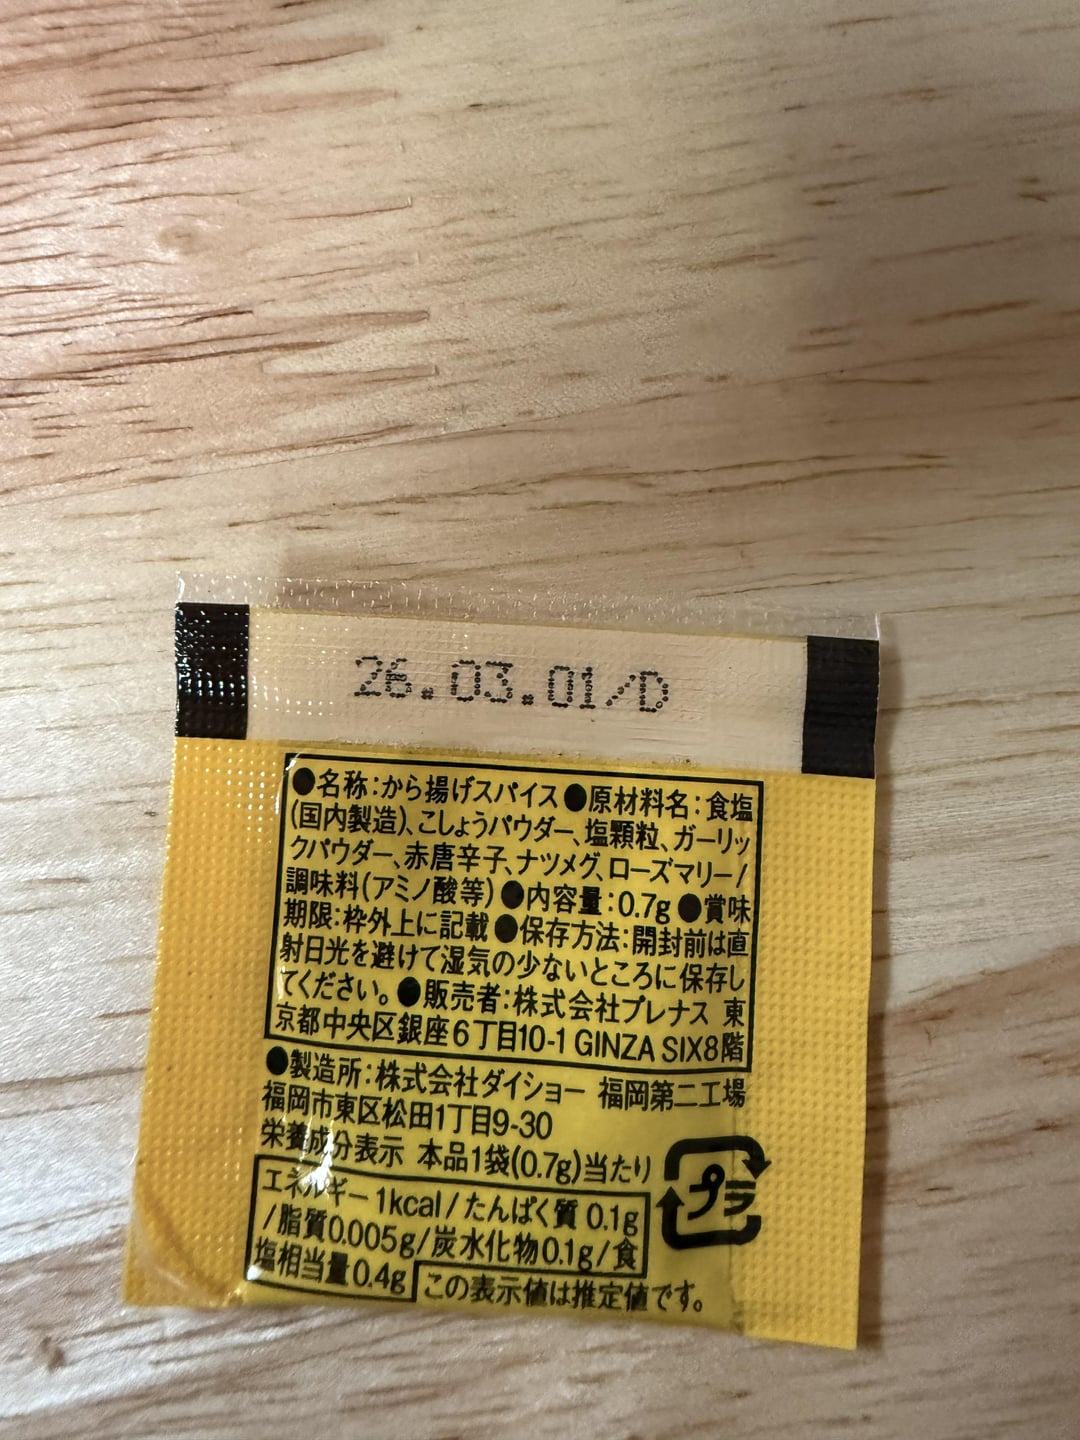 26.03.01/D
●名称:から揚げスパイス●原材料名:食塩
(国内製造)、こしょうパウダー、塩顆粒、ガーリッ
クパウダー、赤唐辛子、ナツメグ、ローズマリー/
調味料(アミノ酸等)●内容量:0.7g●賞味
期限:枠外上に記載●保存方法:開封前は直
射日光を避けて湿気の少ないところに保存し
てください。●販売者:株式会社プレナス 東
京都中央区銀座6丁目10-1 GINZA SIX8階
●製造所:株式会社ダイショー 福岡第二工場
福岡市東区松田1丁目9-30
栄養成分表示 本品1袋(0.7g)当たり
エネルギー 1kcal/たんぱく質 0.1g
/脂質0.005g/炭水化物0.1g/食
塩相当量0.4g この表示値は推定値です。
プラ